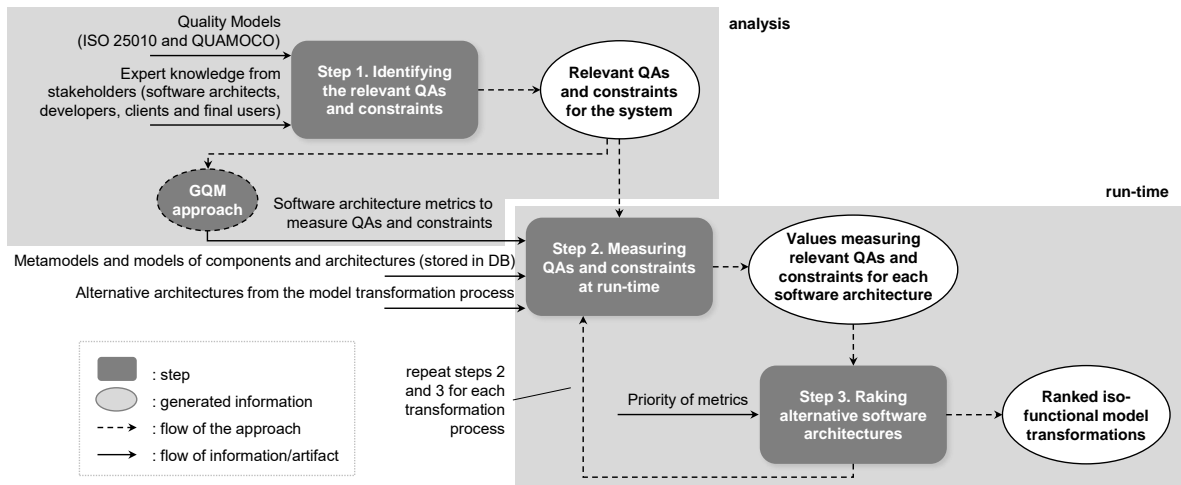 analysis
Quality Models
(ISO 25010 and QUAMOCO)
Expert knowledge from
stakeholders (software architects,
developers, clients and final users)
Step 1. Identifying
the relevant QAs
and constraints
Relevant QAs
and constraints
for the system
GQM
approach
Software architecture metrics to
measure QAs and constraints
run-time
Metamodels and models of components and architectures (stored in DB)
Alternative architectures from the model transformation process
Step 2. Measuring
QAs and constraints
at run-time
Values measuring
relevant QAs and
constraints for each
software architecture
repeat steps 2
and 3 for each
transformation
process
Priority of metrics
Step 3. Raking
alternative software
architectures
Ranked iso-
functional model
transformations
: step
: generated information
: flow of the approach
: flow of information/artifact